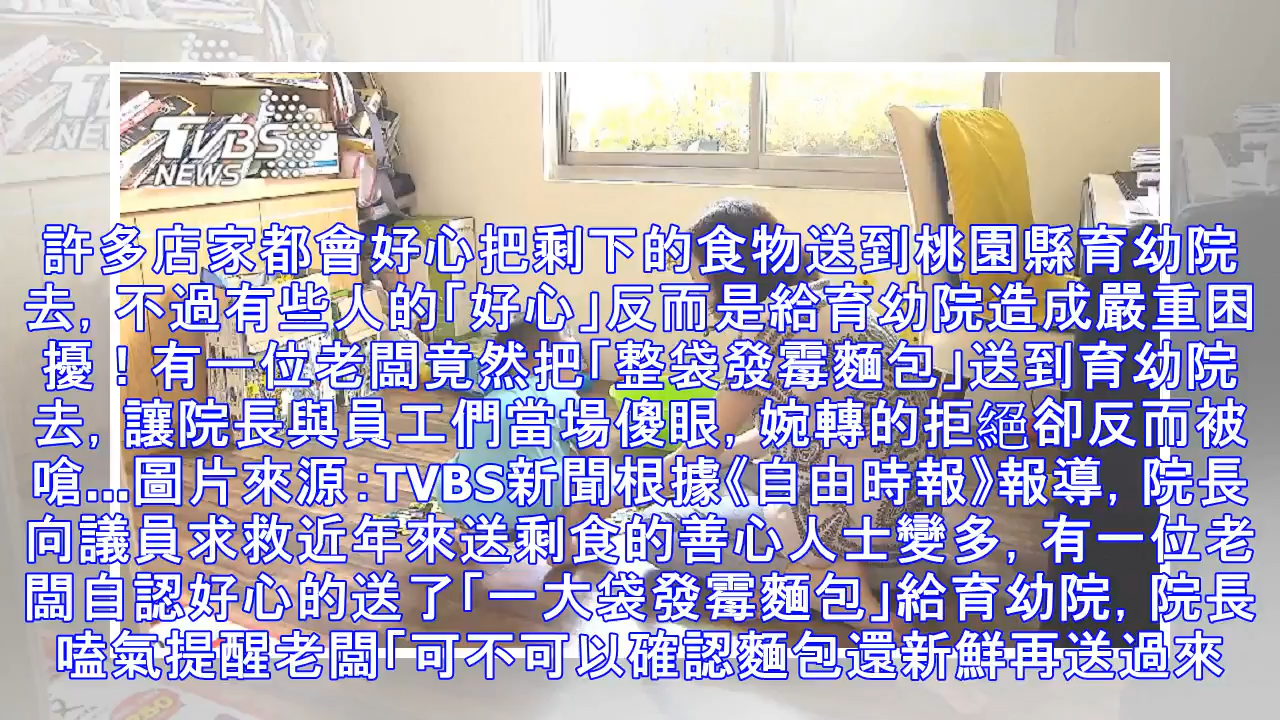 TVBS
NEWS
許多店家都會好心把剩下的食物送到桃園縣育幼院
去, 不過有些人的「好心」反而是給育幼院造成嚴重困
擾！有一位老闆竟然把「整袋發霉麵包」送到育幼院
去, 讓院長與員工們當場傻眼, 婉轉的拒絕卻反而被
嗆...圖片來源:TVBS新聞根據《自由時報》報導, 院長
向議員求救近年來送剩食的善心人士變多, 有一位老
闆自認好心的送了「一大袋發霉麵包」給育幼院, 院長
嗑氣提醒老闆「可不可以確認麵包還新鮮再送過來